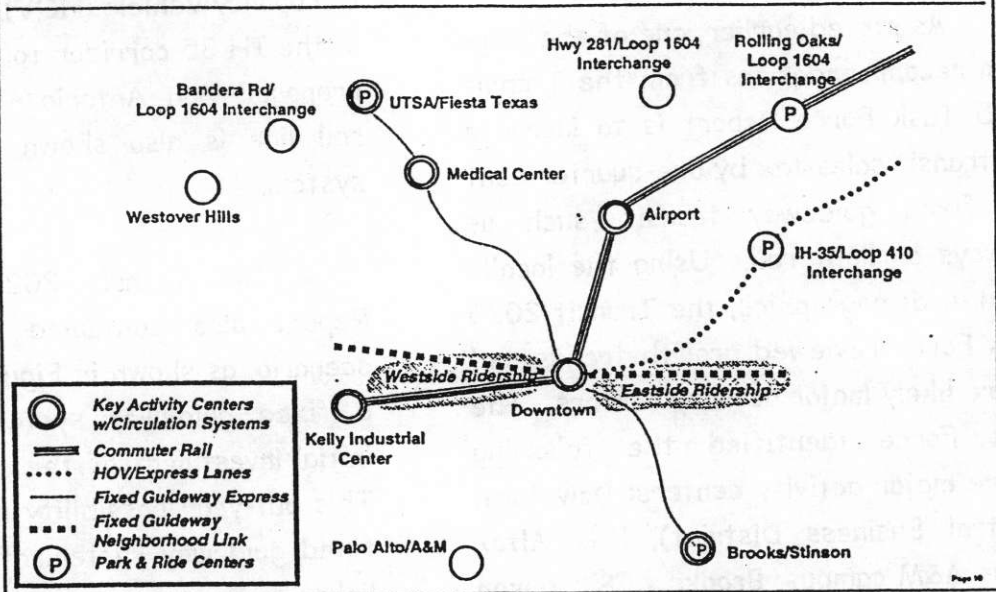 Hwy 281/Loop 1604
Interchange
Rolling Oaks/
Loop 1604
Interchange
Bandera Rd/
Loop 1604 Interchange
P
UTSA/Fiesta Texas
P
Medical Center
Westover Hills
Airport
P
IH-35/Loop 410
Interchange
Westside Ridership
Eastside Ridership
Downtown
Kelly Industrial
Center
Key Activity Centers
w/Circulation Systems
Commuter Rail
HOV/Express Lanes
Fixed Guideway Express
Fixed Guideway
Neighborhood Link
P
Park & Ride Centers
Palo Alto/A&M
P
Brooks/Stinson